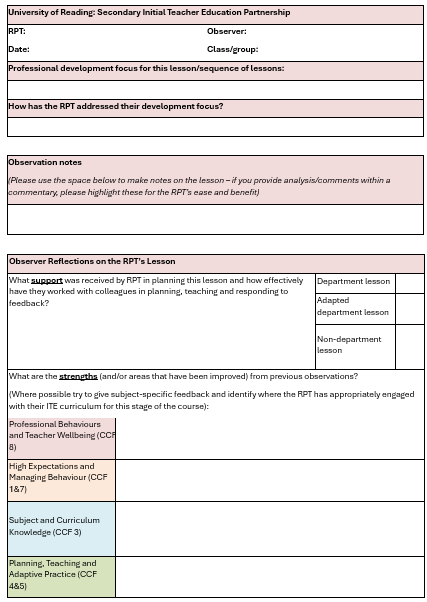 University of Reading: Secondary Initial Teacher Education Partnership
RPT: Observer:
Date: Class/group:
Professional development focus for this lesson/sequence of lessons:
How has the RPT addressed their development focus?
Observation notes
(Please use the space below to make notes on the lesson – if you provide analysis/comments within a
commentary, please highlight these for the RPT's ease and benefit)
Observer Reflections on the RPT's Lesson
What support was received by RPT in planning this lesson and how effectively
have they worked with colleagues in planning, teaching and responding to
feedback?
Department lesson
Adapted
department lesson
Non-department
lesson
What are the strengths (and/or areas that have been improved) from previous observations?
(Where possible try to give subject-specific feedback and identify where the RPT has appropriately engaged
with their ITE curriculum for this stage of the course):
Professional Behaviours
and Teacher Wellbeing (CCF
8)
High Expectations and
Managing Behaviour (CCF
1&7)
Subject and Curriculum
Knowledge (CCF 3)
Planning, Teaching and
Adaptive Practice (CCF
4&5)